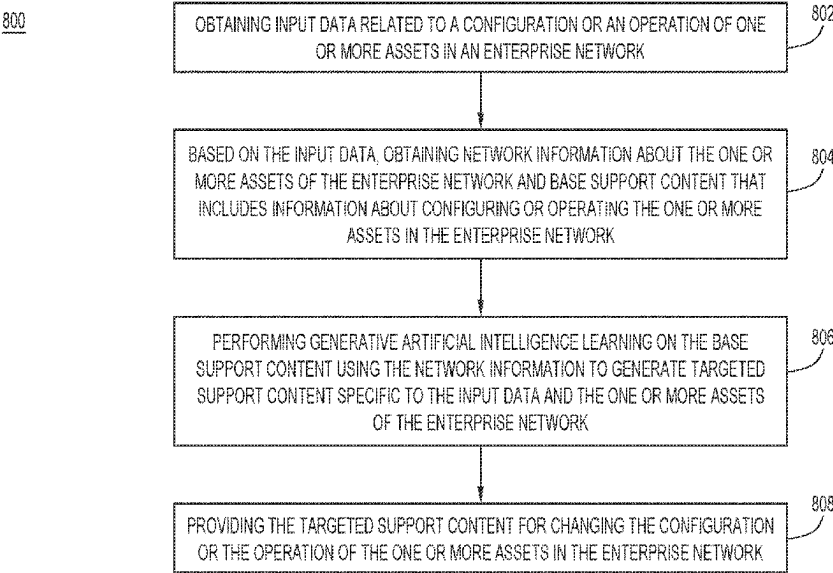 800
OBTAINING INPUT DATA RELATED TO A CONFIGURATION OR AN OPERATION OF ONE
OR MORE ASSETS IN AN ENTERPRISE NETWORK
802
BASED ON THE INPUT DATA, OBTAINING NETWORK INFORMATION ABOUT THE ONE OR
MORE ASSETS OF THE ENTERPRISE NETWORK AND BASE SUPPORT CONTENT THAT
INCLUDES INFORMATION ABOUT CONFIGURING OR OPERATING THE ONE OR MORE
ASSETS IN THE ENTERPRISE NETWORK
804
PERFORMING GENERATIVE ARTIFICIAL INTELLIGENCE LEARNING ON THE BASE
SUPPORT CONTENT USING THE NETWORK INFORMATION TO GENERATE TARGETED
SUPPORT CONTENT SPECIFIC TO THE INPUT DATA AND THE ONE OR MORE ASSETS
OF THE ENTERPRISE NETWORK
806
PROVIDING THE TARGETED SUPPORT CONTENT FOR CHANGING THE CONFIGURATION
OR THE OPERATION OF THE ONE OR MORE ASSETS IN THE ENTERPRISE NETWORK
808